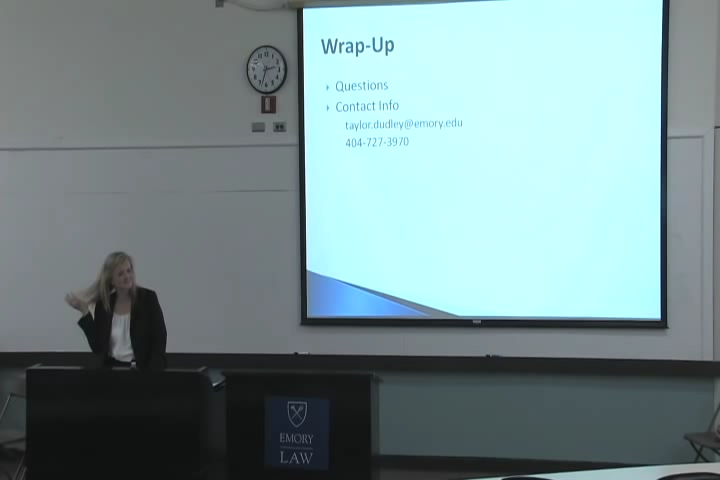 Wrap-Up
Questions
Contact Info
taylor.dudley@emory.edu
404-727-3970
EMORY
LAW